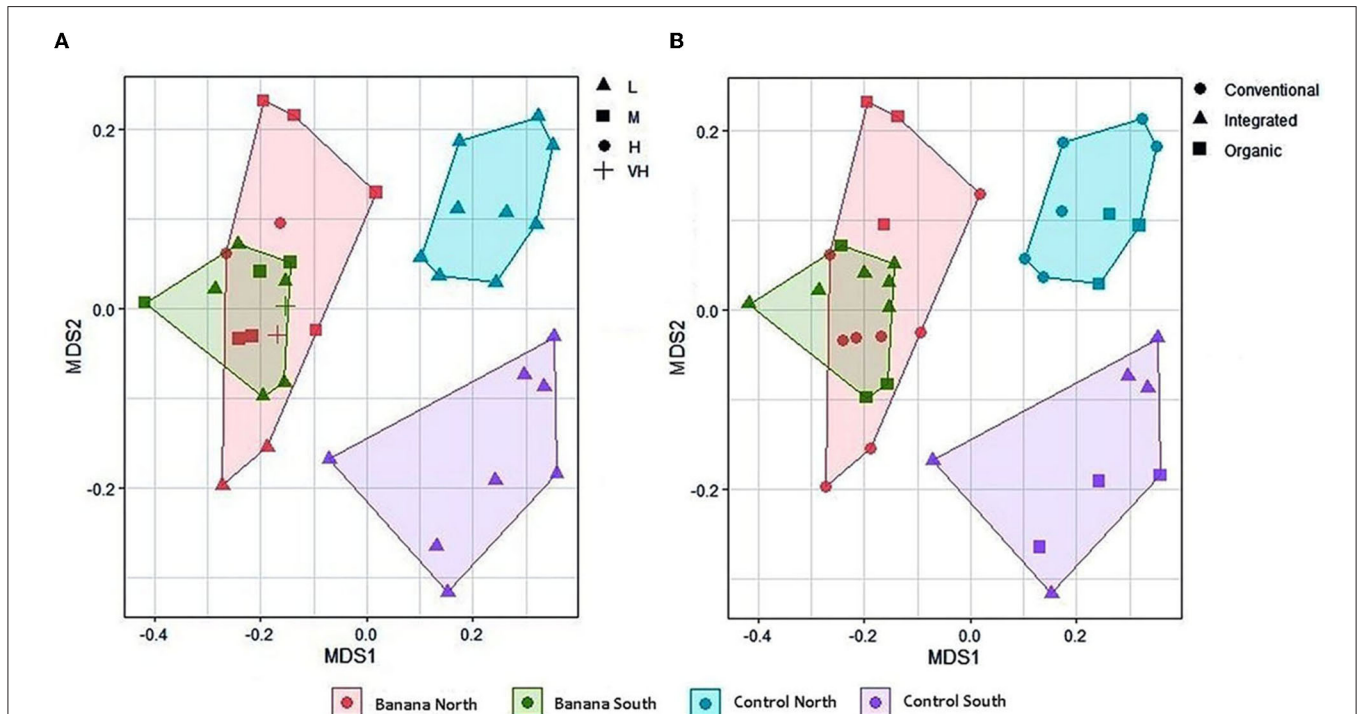 A
B
L
M
H
VH
Conventional
Integrated
Organic
MDS2
0.2
0.0
-0.2
-0.4
-0.2
0.0
0.2
MDS1
MDS2
0.2
0.0
-0.2
-0.4
-0.2
0.0
0.2
MDS1
Banana North
Banana South
Control North
Control South